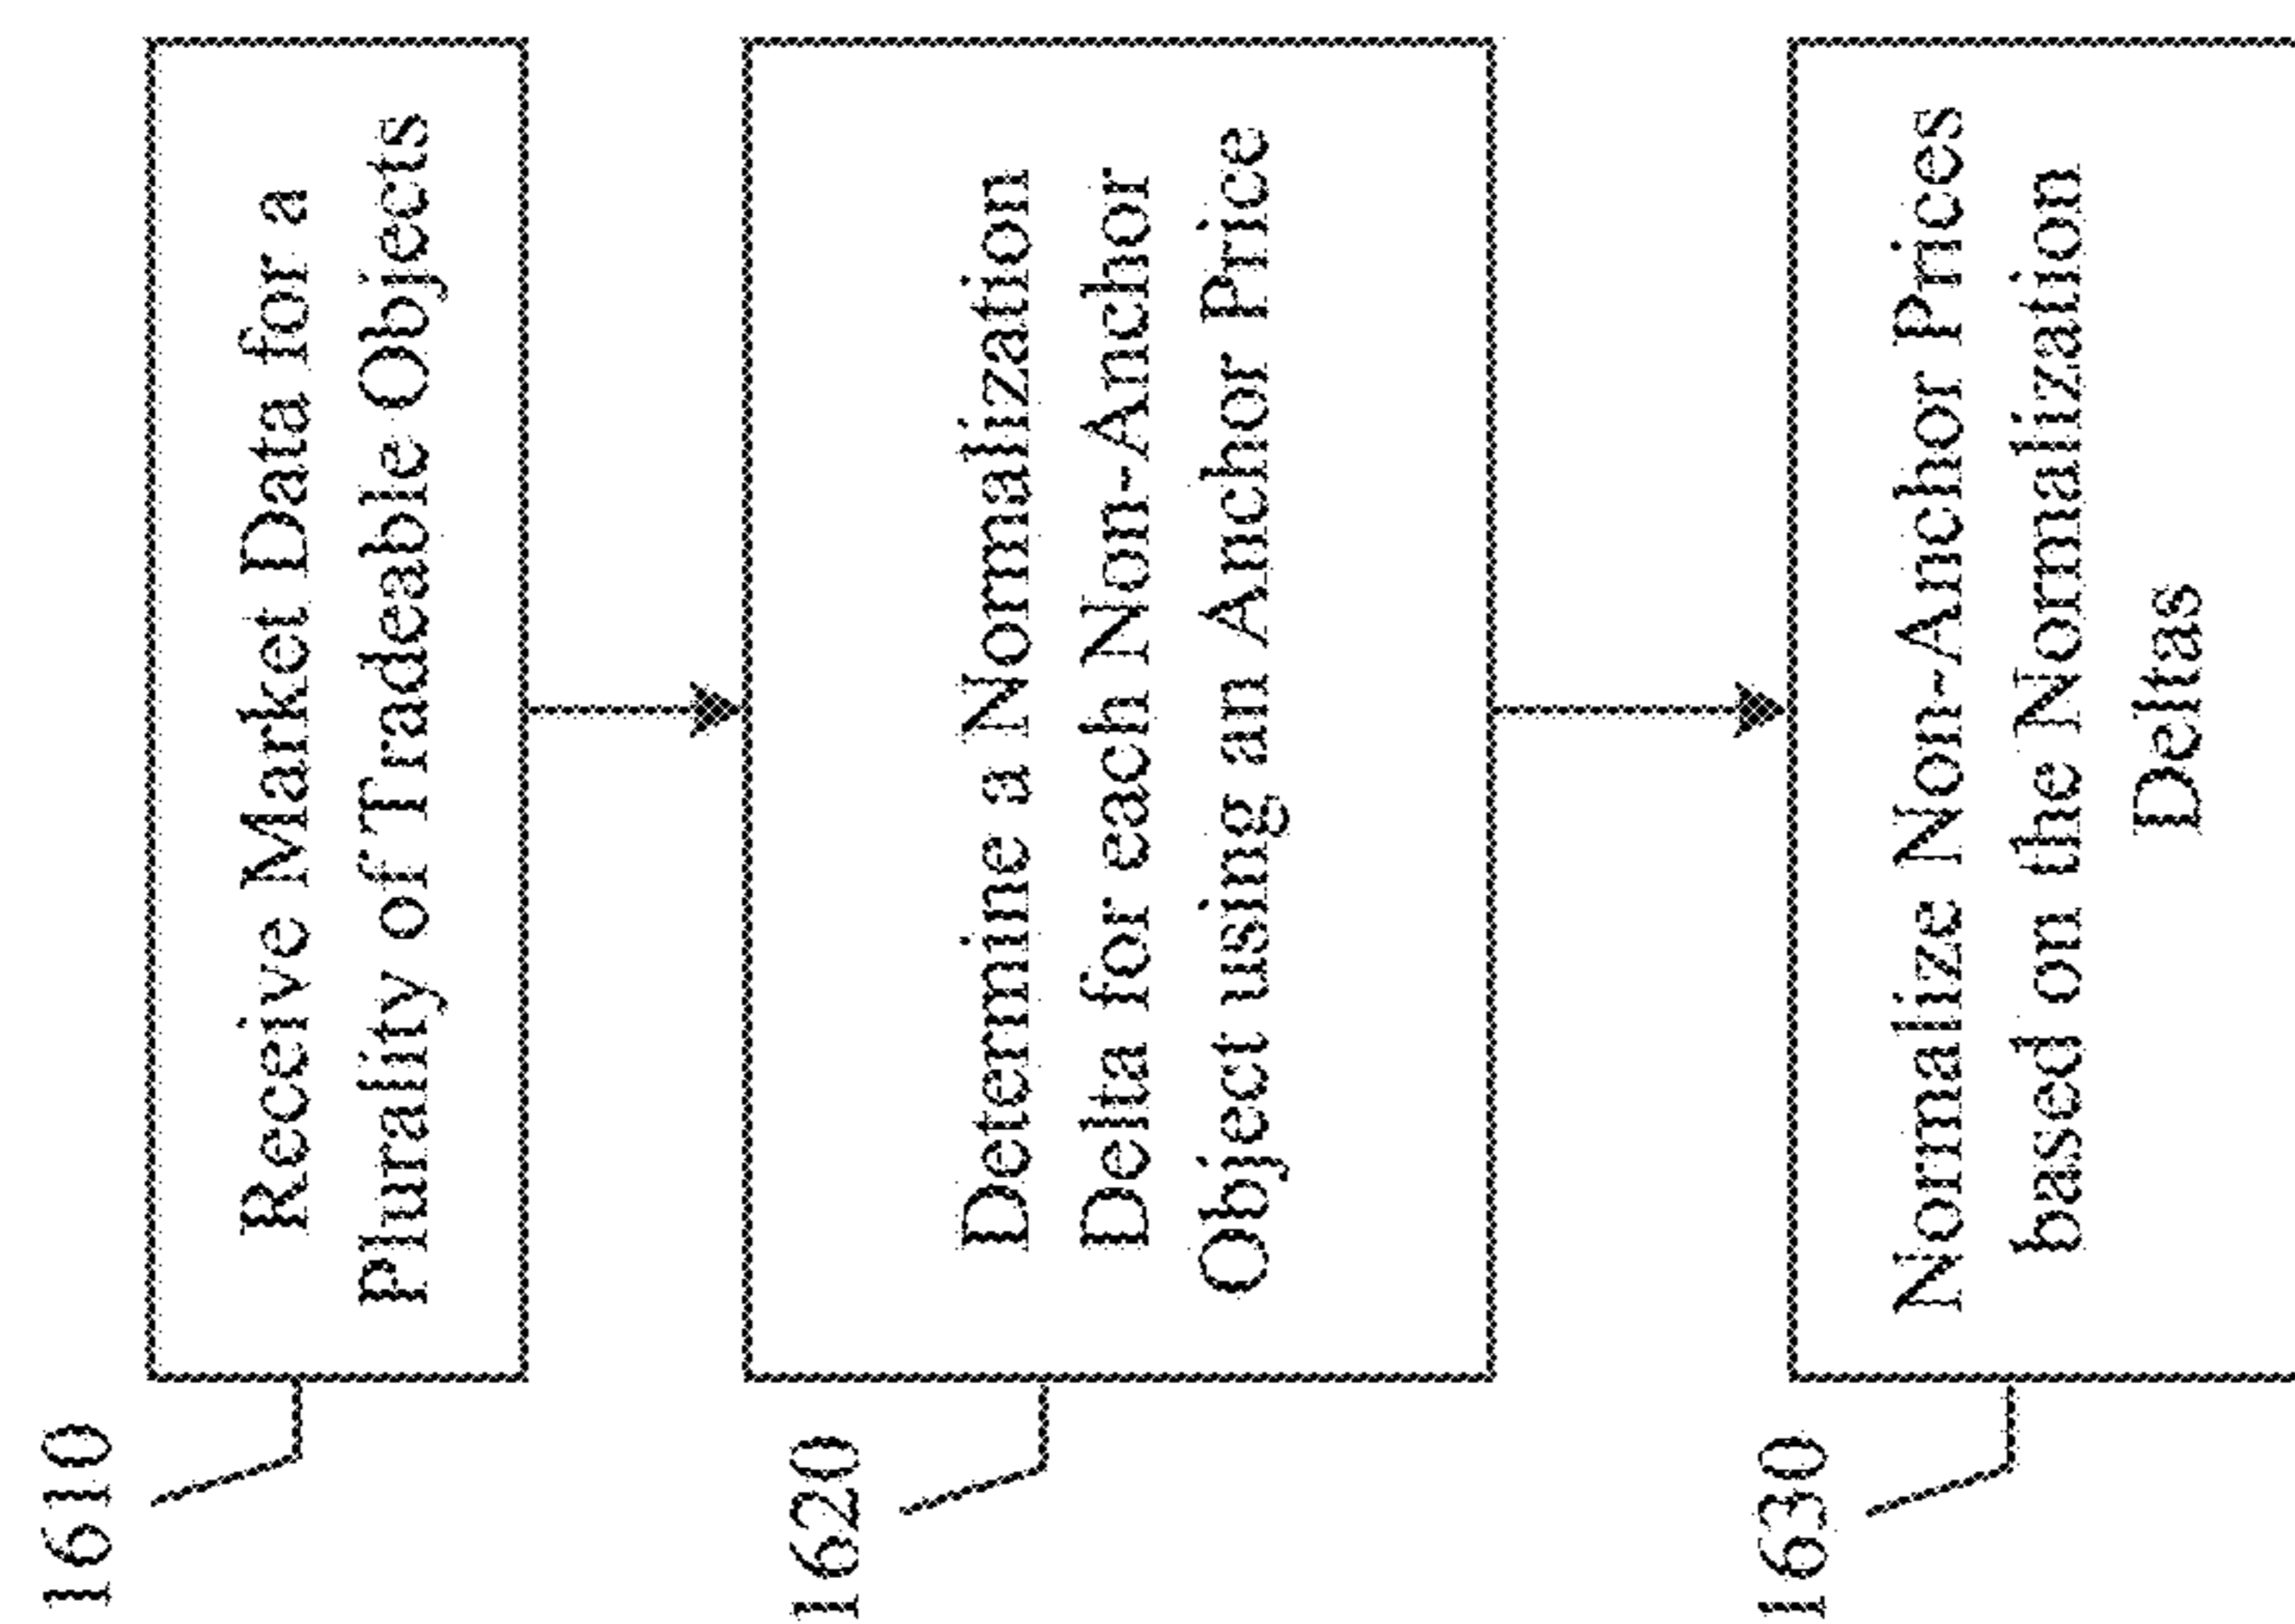 1610
Receive Market Data for a
Plurality of Tradeable Objects
1620
Determine a Normalization
Delta for each Non-Anchor
Object using an Anchor Price
1630
Normalize Non-Anchor Prices
based on the Normalization
Deltas